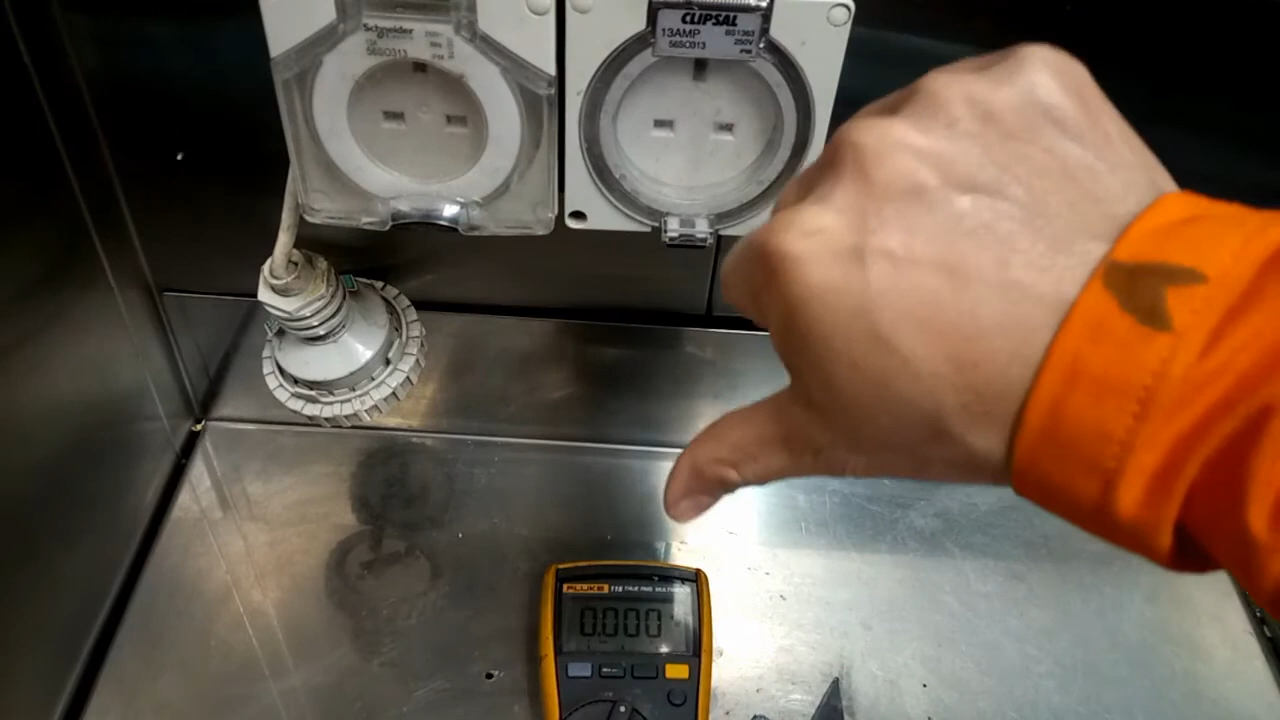 Schneider
56SO313
CLIPSAL
13AMP
BS1363
56SO313
250V
FLUKE
115 TRUE RMS MULTIMETER
0.000